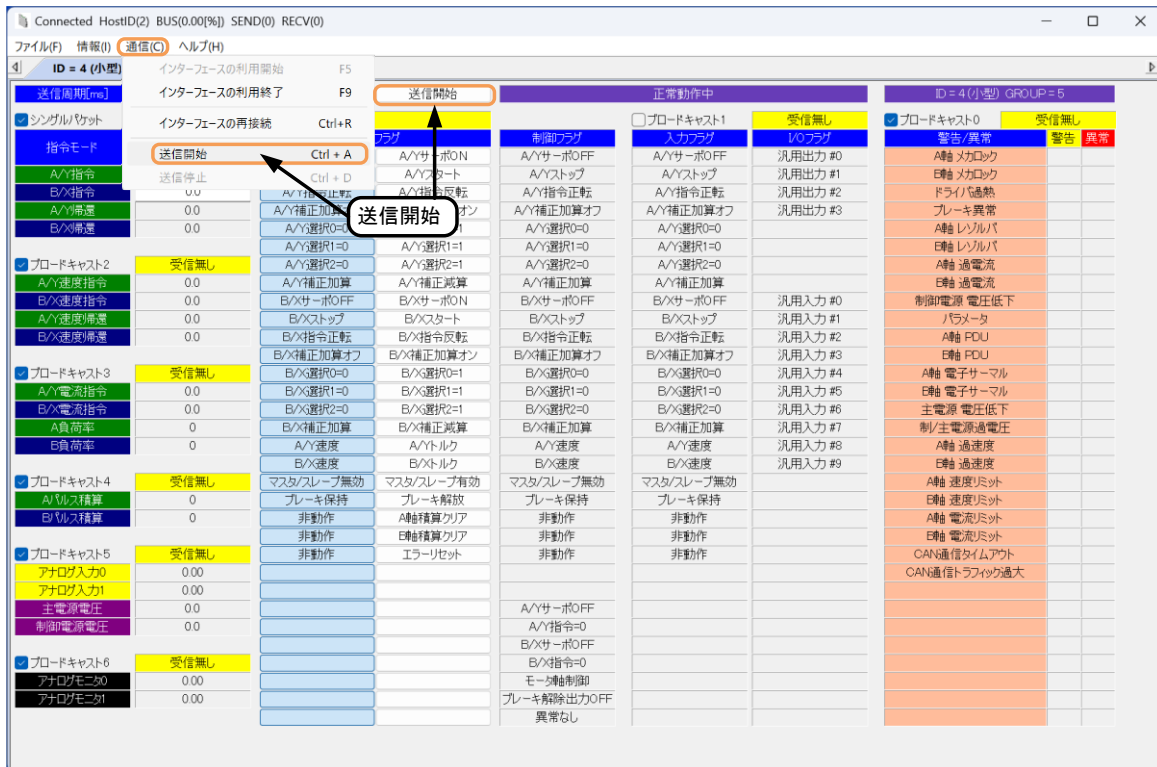 Connected HostID(2) BUS(0.00[%]) SEND(0) RECV(0)
ファイル(F) 情報(I) 通信(C) ヘルプ(H)
ID = 4 (小型)
インターフェースの利用開始 F5
インターフェースの利用終了 F9
インターフェースの再接続 Ctrl+R
送信開始 Ctrl + A
送信停止 Ctrl + D
送信開始
送信周期[ms] 送信開始 正常動作中 ID = 4 (小型) GROUP = 5
シングルパケット ブロードキャスト1 受信無し ブロードキャスト0 受信無し
指令モード フラグ 制御フラグ 入力フラグ I/Oフラグ 警告/異常 警告 異常
A/YサーボON A/YサーボOFF A/YサーボOFF 汎用出力 #0 A軸 メカロック
A/Y指令 A/Yスタート A/Yストップ A/Yストップ 汎用出力 #1 B軸 メカロック
B/X指令 0.0 A/Y指令正転 A/Y指令反転 A/Y指令正転 A/Y指令正転 汎用出力 #2 ドライバ過熱
A/Y帰還 0.0 A/Y補正加算 オン A/Y補正加算オフ A/Y補正加算オフ 汎用出力 #3 ブレーキ異常
B/X帰還 0.0 A/Y選択0=0 A/Y選択0=0 A/Y選択0=0 A軸 レゾルバ
A/Y選択1=0 A/Y選択1=1 A/Y選択1=0 A/Y選択1=0 B軸 レゾルバ
ブロードキャスト2 受信無し A/Y選択2=0 A/Y選択2=1 A/Y選択2=0 A/Y選択2=0 A軸 過電流
A/Y速度指令 0.0 A/Y補正加算 A/Y補正減算 A/Y補正加算 A/Y補正加算 B軸 過電流
B/X速度指令 0.0 B/XサーボOFF B/XサーボON B/XサーボOFF B/XサーボOFF 汎用入力 #0 制御電源 電圧低下
A/Y速度帰還 0.0 B/Xストップ B/Xスタート B/Xストップ B/Xストップ 汎用入力 #1 パラメータ
B/X速度帰還 0.0 B/X指令正転 B/X指令反転 B/X指令正転 B/X指令正転 汎用入力 #2 A軸 PDU
B/X補正加算オフ B/X補正加算オン B/X補正加算オフ B/X補正加算オフ 汎用入力 #3 B軸 PDU
ブロードキャスト3 受信無し B/X選択0=0 B/X選択0=1 B/X選択0=0 B/X選択0=0 汎用入力 #4 A軸 電子サーマル
A/Y電流指令 0.0 B/X選択1=0 B/X選択1=1 B/X選択1=0 B/X選択1=0 汎用入力 #5 B軸 電子サーマル
B/X電流指令 0.0 B/X選択2=0 B/X選択2=1 B/X選択2=0 B/X選択2=0 汎用入力 #6 主電源 電圧低下
A負荷率 0 B/X補正加算 B/X補正減算 B/X補正加算 B/X補正加算 汎用入力 #7 制/主電源過電圧
B負荷率 0 A/Y速度 A/Yトルク A/Y速度 A/Y速度 汎用入力 #8 A軸 過速度
B/X速度 B/Xトルク B/X速度 B/X速度 汎用入力 #9 B軸 過速度
ブロードキャスト4 受信無し マスタ/スレーブ無効 マスタ/スレーブ有効 マスタ/スレーブ無効 マスタ/スレーブ無効 A軸 速度リミット
Aパルス積算 0 ブレーキ保持 ブレーキ解放 ブレーキ保持 ブレーキ保持 B軸 速度リミット
Bパルス積算 0 非動作 A軸積算クリア 非動作 非動作 A軸 電流リミット
非動作 B軸積算クリア 非動作 非動作 B軸 電流リミット
ブロードキャスト5 受信無し 非動作 エラーリセット 非動作 非動作 CAN通信タイムアウト
アナログ入力0 0.00 CAN通信トラフィック過大
アナログ入力1 0.00
主電源電圧 0.0 A/YサーボOFF
制御電源電圧 0.0 A/Y指令=0
B/XサーボOFF
ブロードキャスト6 受信無し B/X指令=0
アナログモニタ0 0.00 モータ軸制御
アナログモニタ1 0.00 ブレーキ解除出力OFF
異常なし